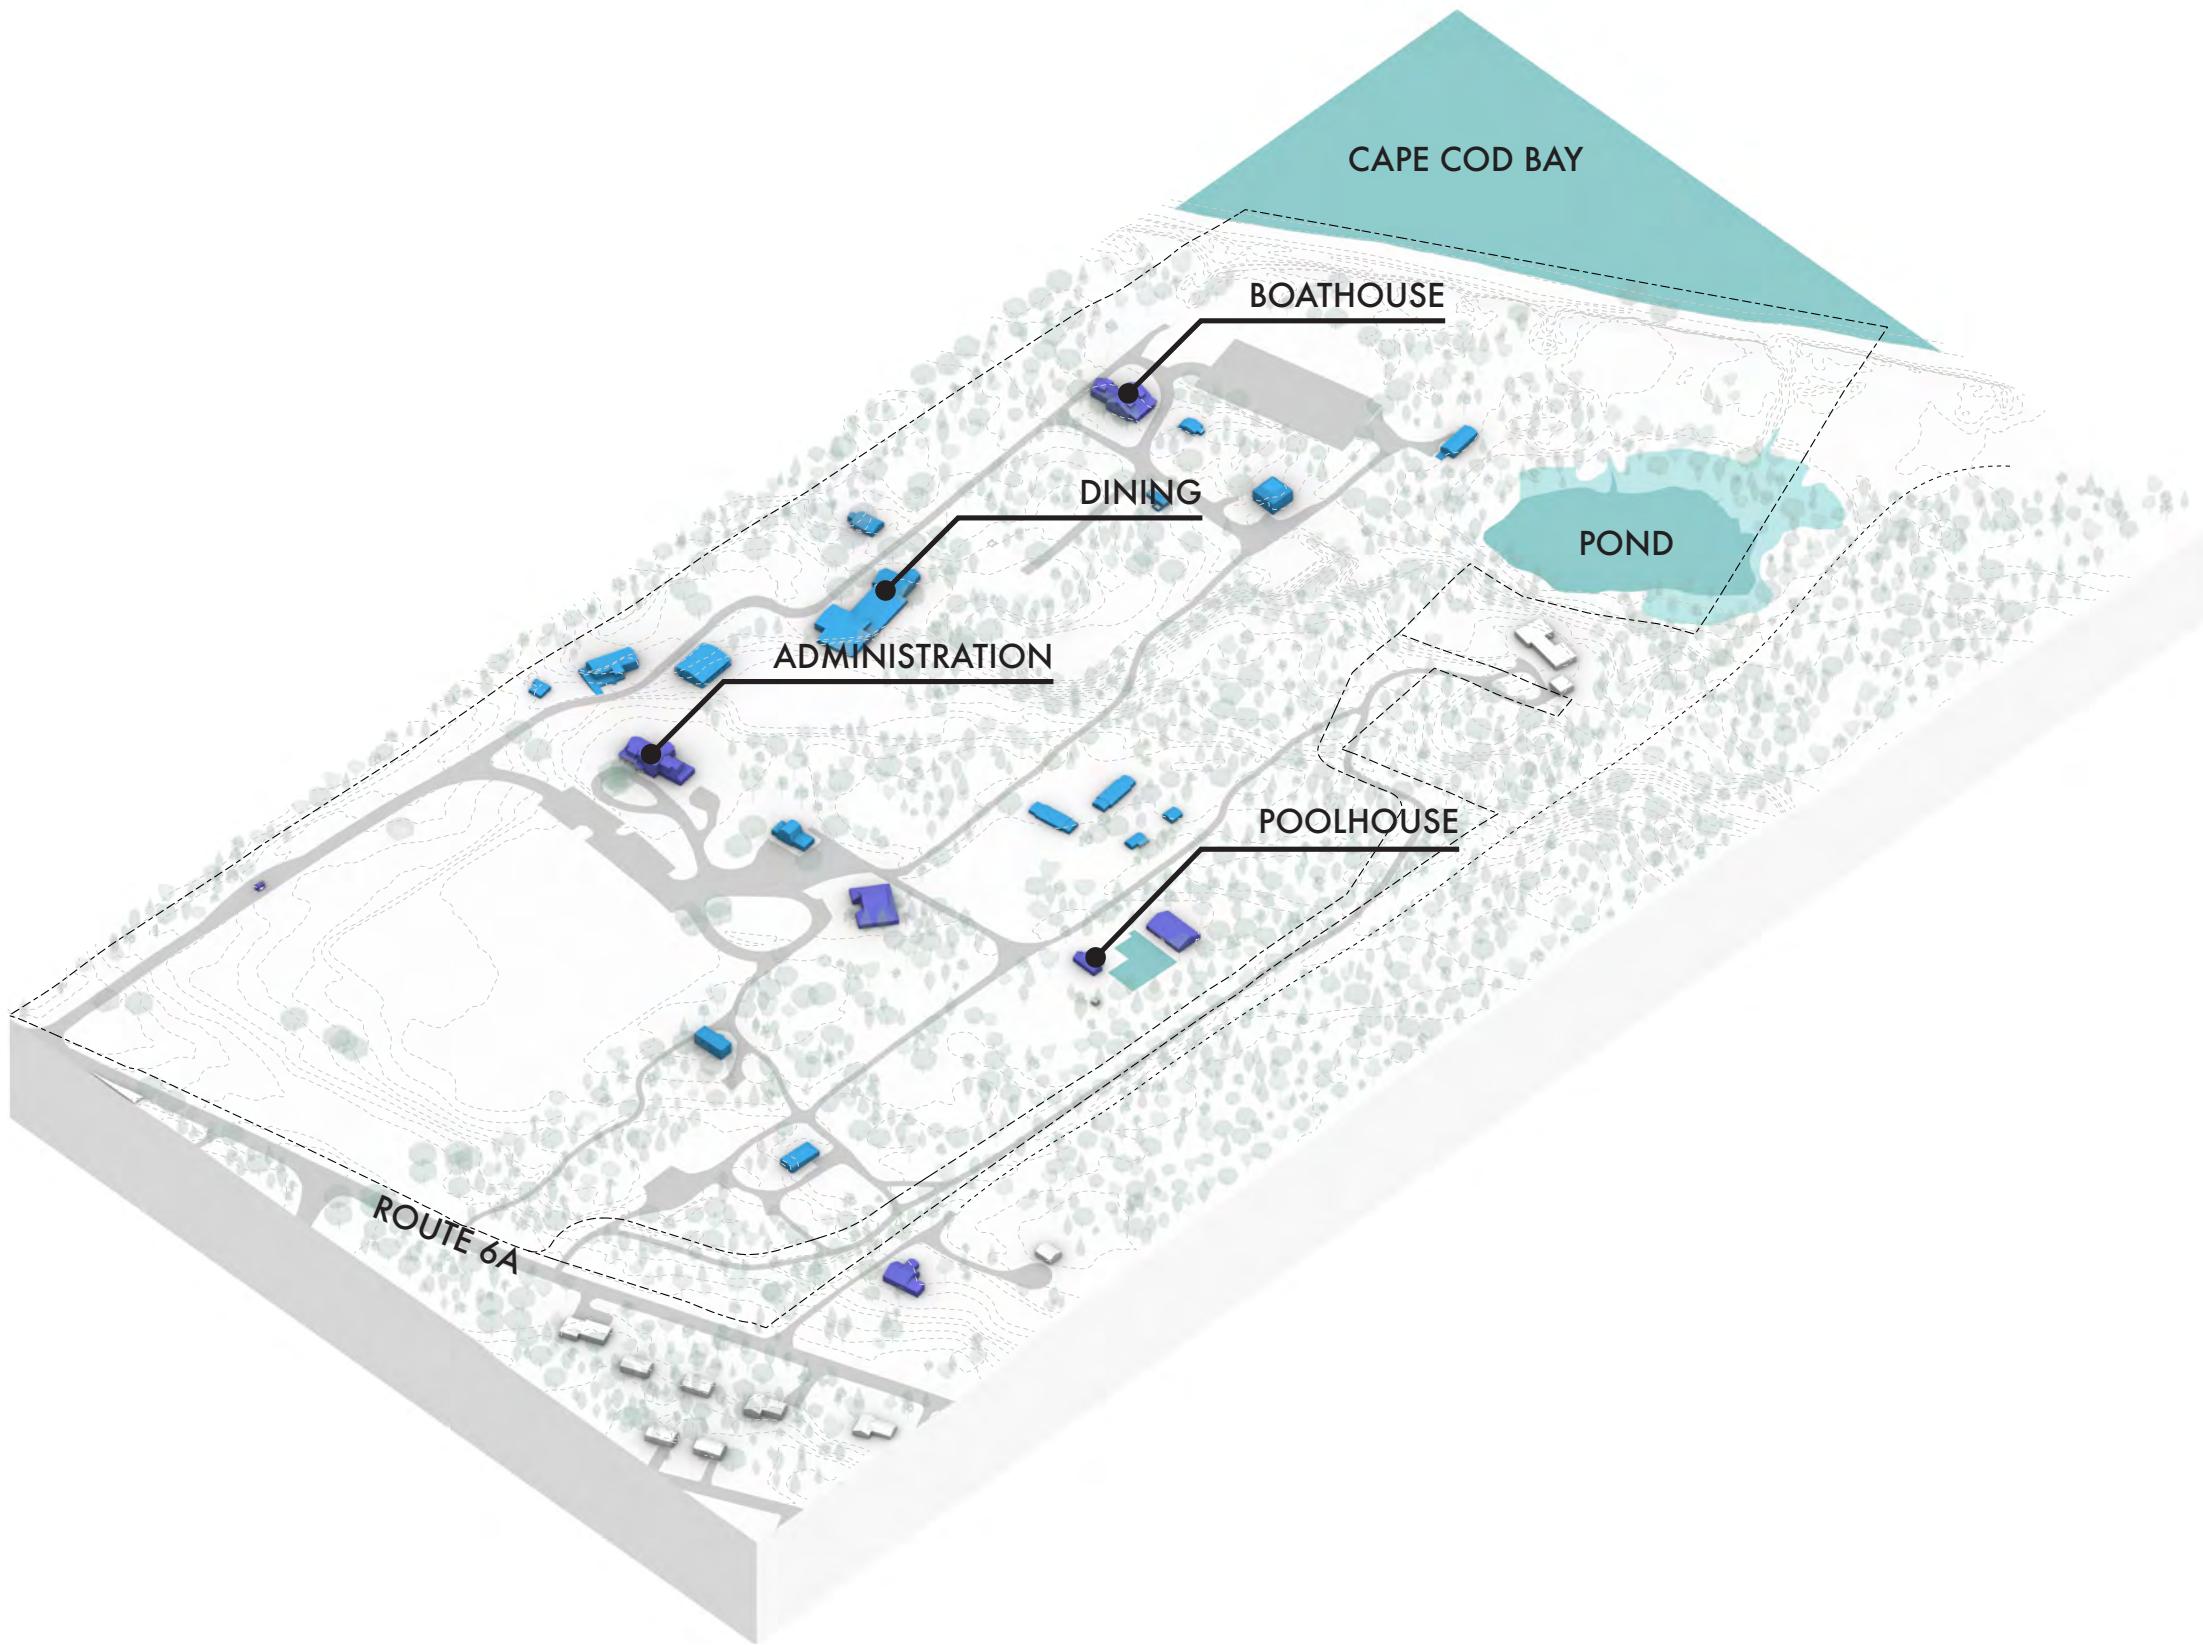 CAPE COD BAY
BOATHOUSE
DINING
POND
ADMINISTRATION
POOLHOUSE
ROUTE 6A